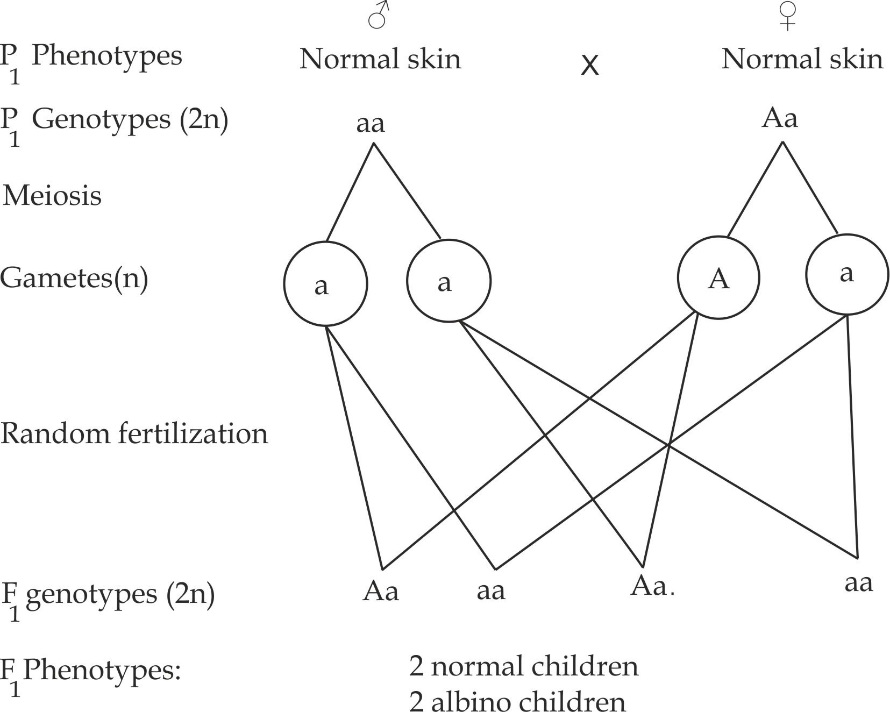 ♂ ♀
P1 Phenotypes Normal skin x Normal skin
P1 Genotypes (2n) aa Aa
Meiosis
Gametes(n) a a A a
Random fertilization
F1 genotypes (2n) Aa aa Aa. aa
F1 Phenotypes: 2 normal children
2 albino children